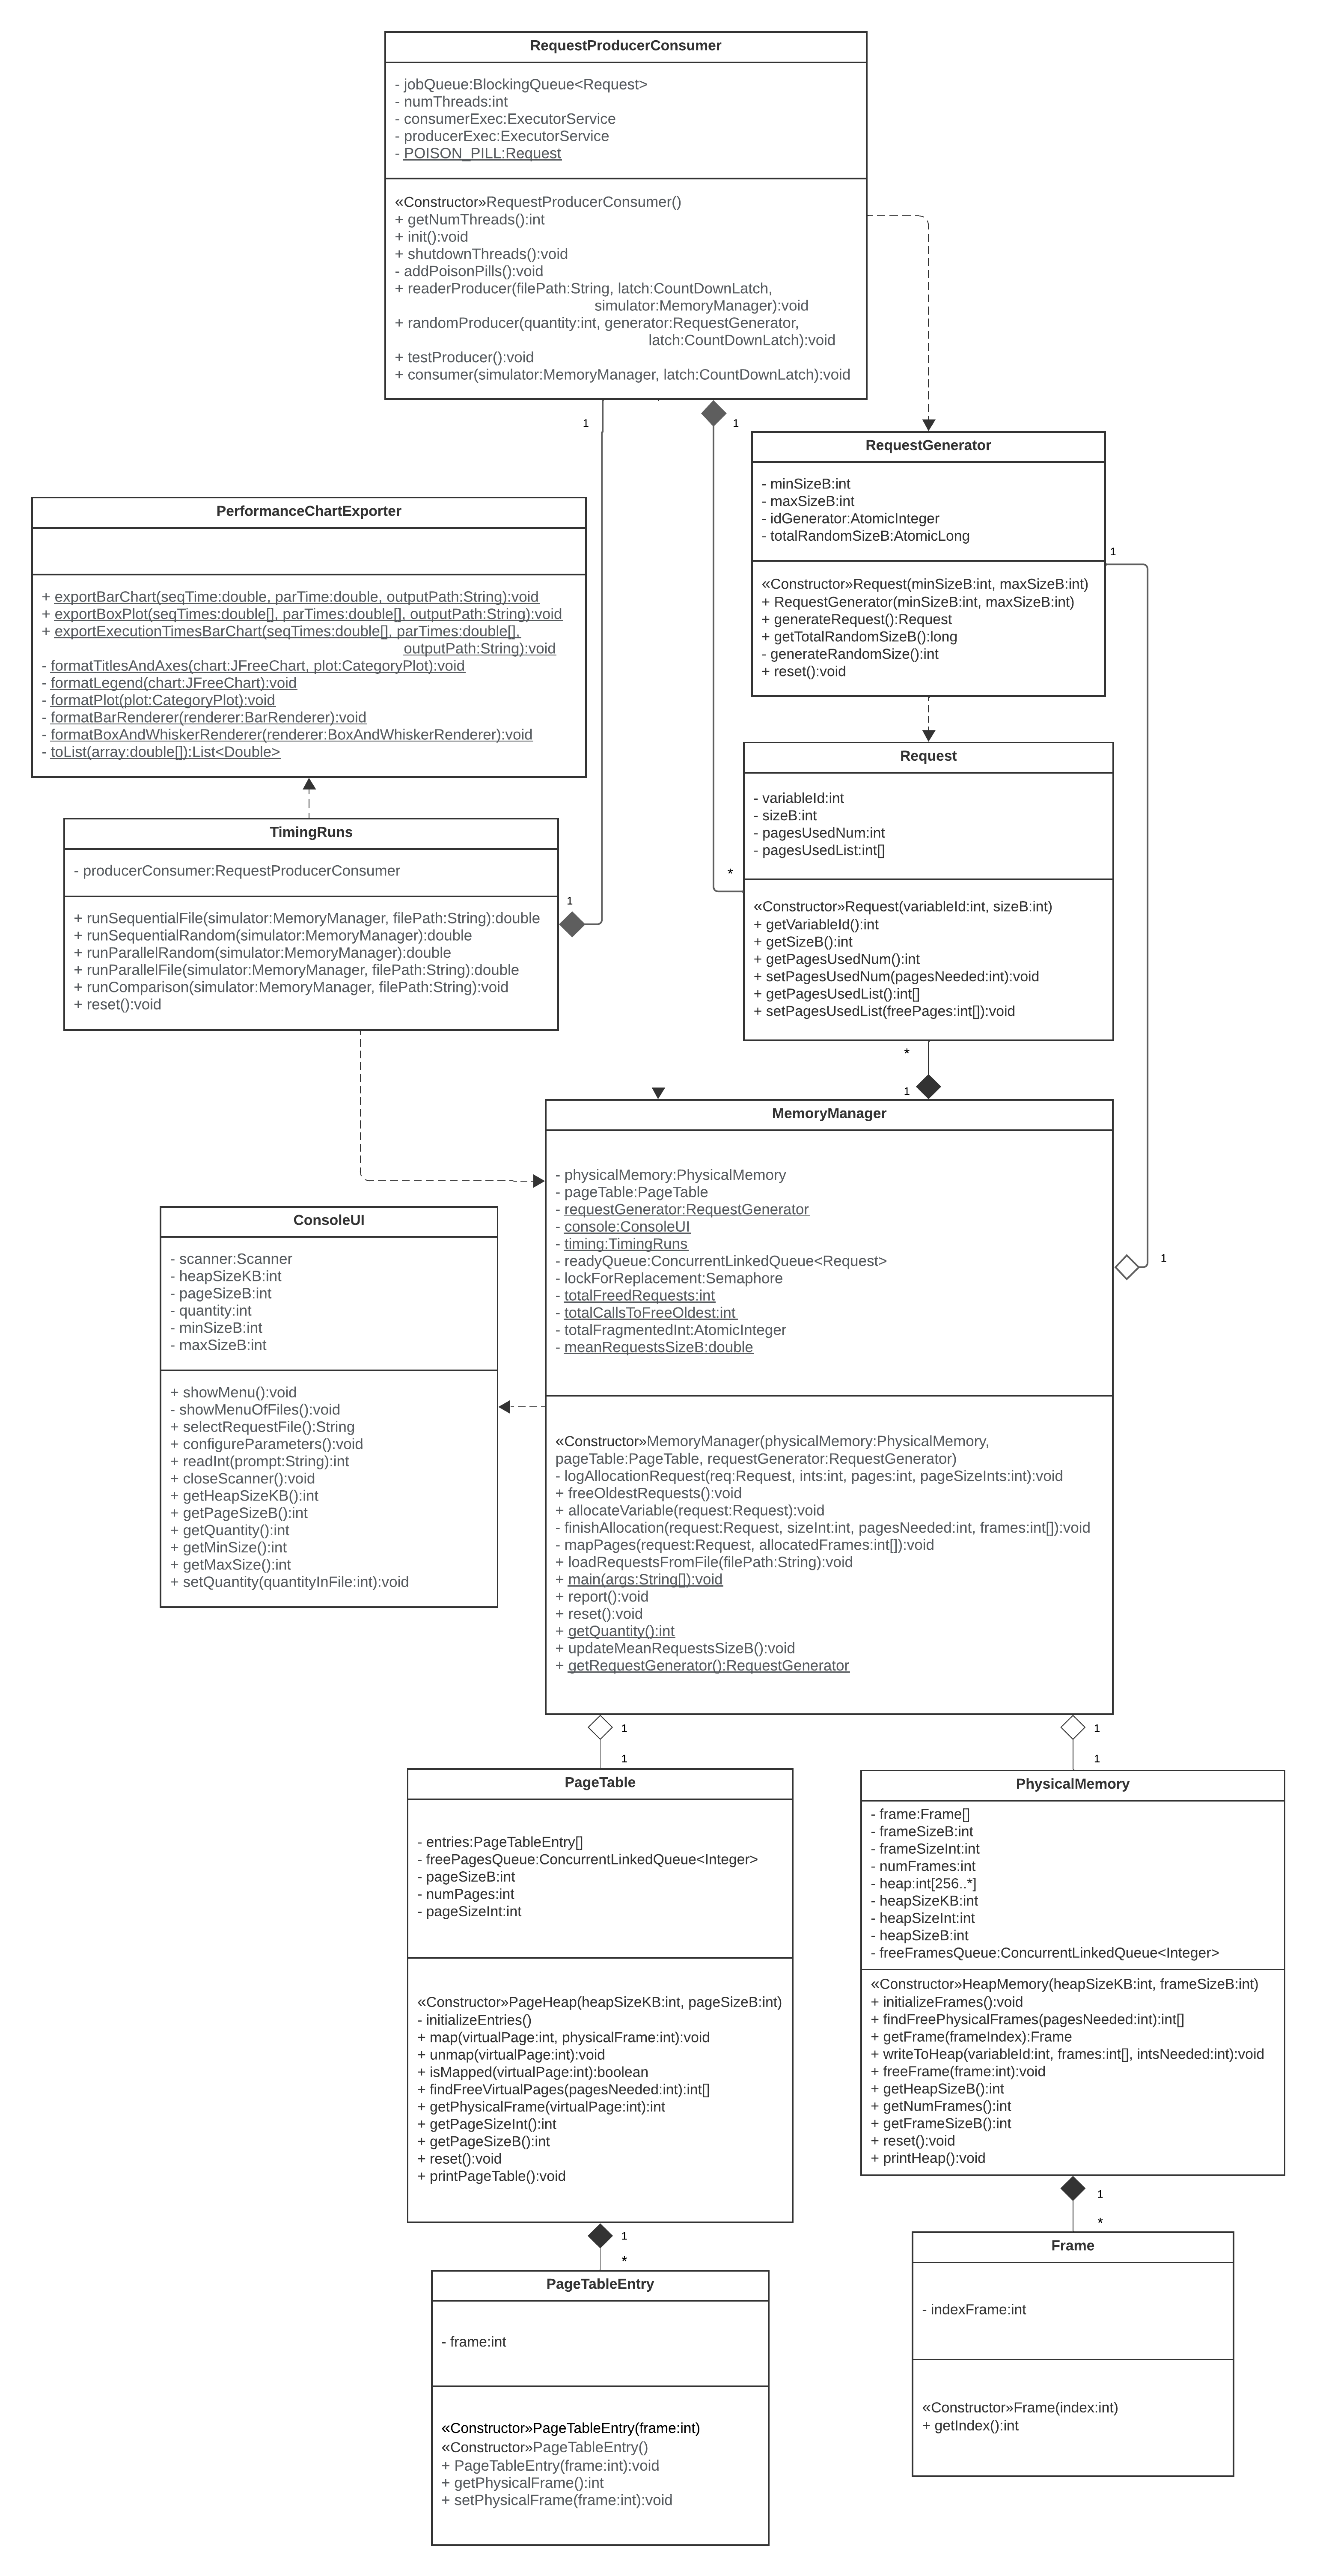 RequestProducerConsumer
- jobQueue:BlockingQueue<Request>
- numThreads:int
- consumerExec:ExecutorService
- producerExec:ExecutorService
- POISON_PILL:Request
«Constructor»RequestProducerConsumer()
+ getNumThreads():int
+ init():void
+ shutdownThreads():void
- addPoisonPills():void
+ readerProducer(filePath:String, latch:CountDownLatch,
simulator:MemoryManager):void
+ randomProducer(quantity:int, generator:RequestGenerator,
latch:CountDownLatch):void
+ testProducer():void
+ consumer(simulator:MemoryManager, latch:CountDownLatch):void
1
1
RequestGenerator
- minSizeB:int
- maxSizeB:int
- idGenerator:AtomicInteger
- totalRandomSizeB:AtomicLong
«Constructor»Request(minSizeB:int, maxSizeB:int)
+ RequestGenerator(minSizeB:int, maxSizeB:int)
+ generateRequest():Request
+ getTotalRandomSizeB():long
- generateRandomSize():int
+ reset():void
1
PerformanceChartExporter
+ exportBarChart(seqTime:double, parTime:double, outputPath:String):void
+ exportBoxPlot(seqTimes:double[], parTimes:double[], outputPath:String):void
+ exportExecutionTimesBarChart(seqTimes:double[], parTimes:double[],
outputPath:String):void
- formatTitlesAndAxes(chart:JFreeChart, plot:CategoryPlot):void
- formatLegend(chart:JFreeChart):void
- formatPlot(plot:CategoryPlot):void
- formatBarRenderer(renderer:BarRenderer):void
- formatBoxAndWhiskerRenderer(renderer:BoxAndWhiskerRenderer):void
- toList(array:double[]):List<Double>
Request
- variableId:int
- sizeB:int
- pagesUsedNum:int
- pagesUsedList:int[]
«Constructor»Request(variableId:int, sizeB:int)
+ getVariableId():int
+ getSizeB():int
+ getPagesUsedNum():int
+ setPagesUsedNum(pagesNeeded:int):void
+ getPagesUsedList():int[]
+ setPagesUsedList(freePages:int[]):void
*
*
1
TimingRuns
- producerConsumer:RequestProducerConsumer
+ runSequentialFile(simulator:MemoryManager, filePath:String):double
+ runSequentialRandom(simulator:MemoryManager):double
+ runParallelRandom(simulator:MemoryManager):double
+ runParallelFile(simulator:MemoryManager, filePath:String):double
+ runComparison(simulator:MemoryManager, filePath:String):void
+ reset():void
1
MemoryManager
- physicalMemory:PhysicalMemory
- pageTable:PageTable
- requestGenerator:RequestGenerator
- console:ConsoleUI
- timing:TimingRuns
- readyQueue:ConcurrentLinkedQueue<Request>
- lockForReplacement:Semaphore
- totalFreedRequests:int
- totalCallsToFreeOldest:int
- totalFragmentedInt:AtomicInteger
- meanRequestsSizeB:double
«Constructor»MemoryManager(physicalMemory:PhysicalMemory,
pageTable:PageTable, requestGenerator:RequestGenerator)
- logAllocationRequest(req:Request, ints:int, pages:int, pageSizeInts:int):void
+ freeOldestRequests():void
+ allocateVariable(request:Request):void
- finishAllocation(request:Request, sizeInt:int, pagesNeeded:int, frames:int[]):void
- mapPages(request:Request, allocatedFrames:int[]):void
+ loadRequestsFromFile(filePath:String):void
+ main(args:String[]):void
+ report():void
+ reset():void
+ getQuantity():int
+ updateMeanRequestsSizeB():void
+ getRequestGenerator():RequestGenerator
1
ConsoleUI
- scanner:Scanner
- heapSizeKB:int
- pageSizeB:int
- quantity:int
- minSizeB:int
- maxSizeB:int
+ showMenu():void
- showMenuOfFiles():void
+ selectRequestFile():String
+ configureParameters():void
+ readInt(prompt:String):int
+ closeScanner():void
+ getHeapSizeKB():int
+ getPageSizeB():int
+ getQuantity():int
+ getMinSize():int
+ getMaxSize():int
+ setQuantity(quantityInFile:int):void
1
1
1
1
PageTable
- entries:PageTableEntry[]
- freePagesQueue:ConcurrentLinkedQueue<Integer>
- pageSizeB:int
- numPages:int
- pageSizeInt:int
«Constructor»PageHeap(heapSizeKB:int, pageSizeB:int)
- initializeEntries()
+ map(virtualPage:int, physicalFrame:int):void
+ unmap(virtualPage:int):void
+ isMapped(virtualPage:int):boolean
+ findFreeVirtualPages(pagesNeeded:int):int[]
+ getPhysicalFrame(virtualPage:int):int
+ getPageSizeInt():int
+ getPageSizeB():int
+ reset():void
+ printPageTable():void
PhysicalMemory
- frame:Frame[]
- frameSizeB:int
- frameSizeInt:int
- numFrames:int
- heap:int[256..*]
- heapSizeKB:int
- heapSizeInt:int
- heapSizeB:int
- freeFramesQueue:ConcurrentLinkedQueue<Integer>
«Constructor»HeapMemory(heapSizeKB:int, frameSizeB:int)
+ initializeFrames():void
+ findFreePhysicalFrames(pagesNeeded:int):int[]
+ getFrame(frameIndex):Frame
+ writeToHeap(variableId:int, frames:int[], intsNeeded:int):void
+ freeFrame(frame:int):void
+ getHeapSizeB():int
+ getNumFrames():int
+ getFrameSizeB():int
+ reset():void
+ printHeap():void
1
*
1
*
PageTableEntry
- frame:int
«Constructor»PageTableEntry(frame:int)
«Constructor»PageTableEntry()
+ PageTableEntry(frame:int):void
+ getPhysicalFrame():int
+ setPhysicalFrame(frame:int):void
Frame
- indexFrame:int
«Constructor»Frame(index:int)
+ getIndex():int